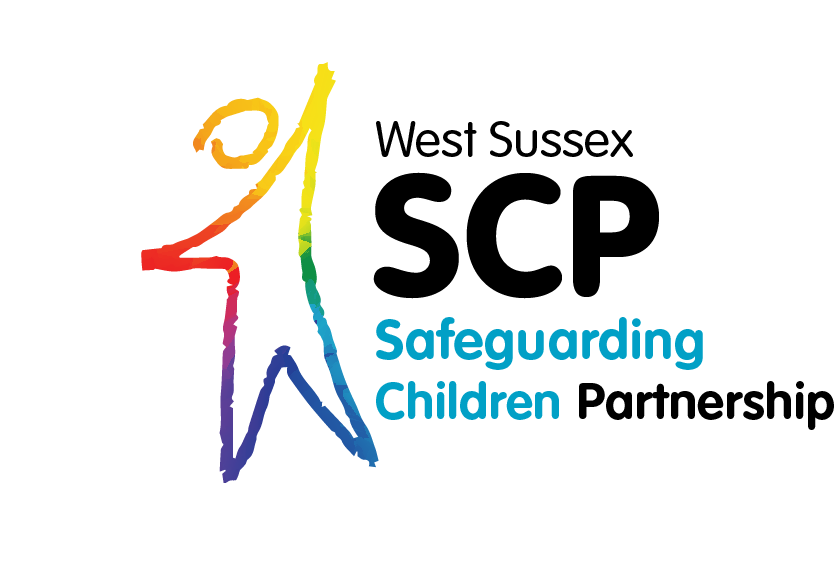 West Sussex
SCP
Safeguarding
Children Partnership